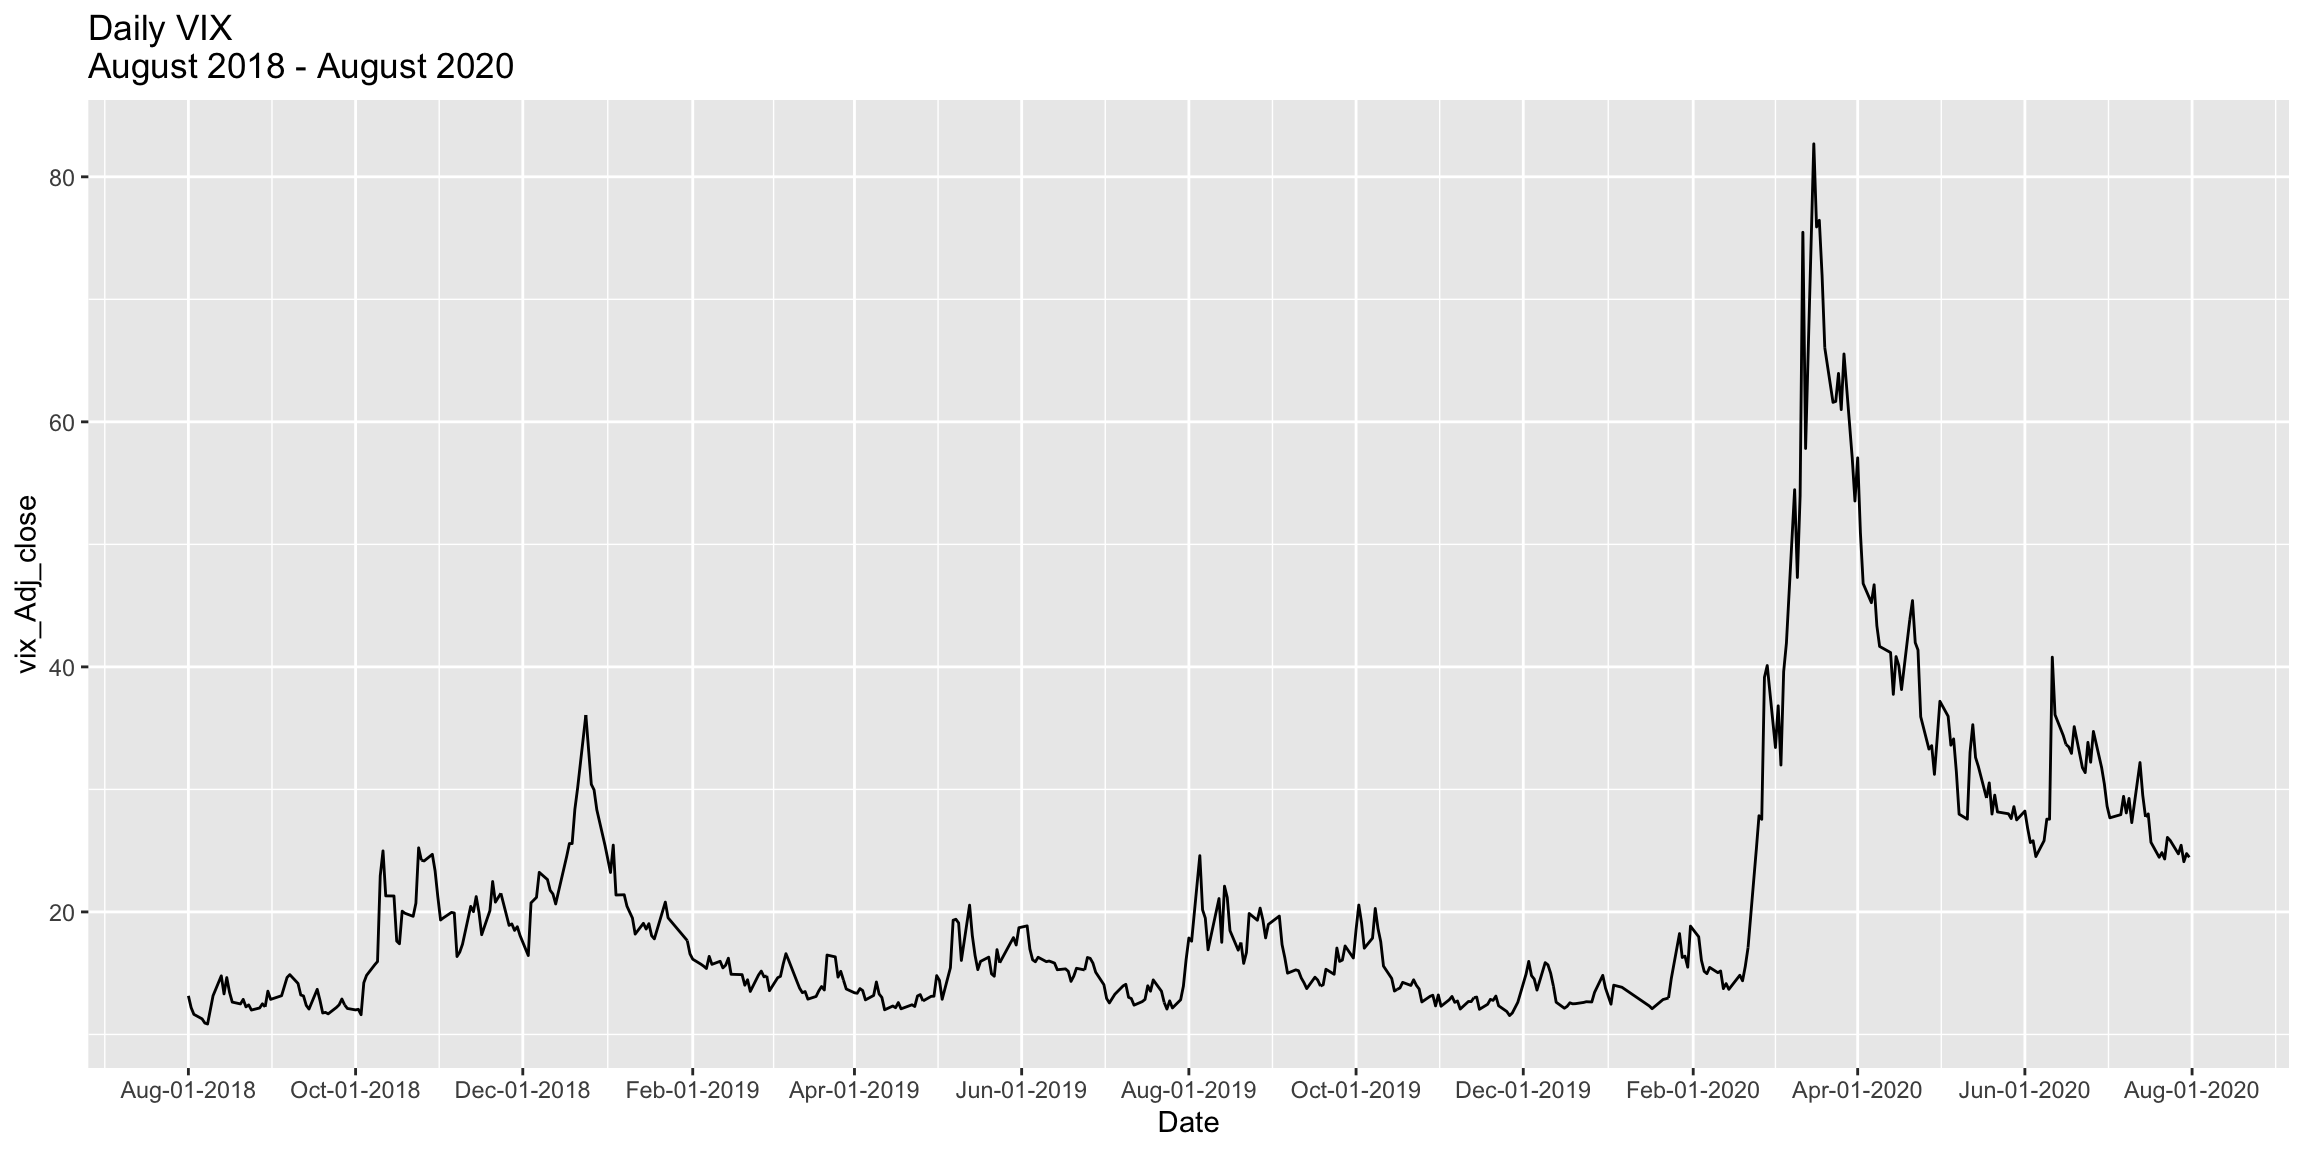 Daily VIX
August 2018 - August 2020
80
60
40
20
vix_Adj_close
Aug-01-2018 Oct-01-2018 Dec-01-2018 Feb-01-2019 Apr-01-2019 Jun-01-2019 Aug-01-2019 Oct-01-2019 Dec-01-2019 Feb-01-2020 Apr-01-2020 Jun-01-2020 Aug-01-2020
Date